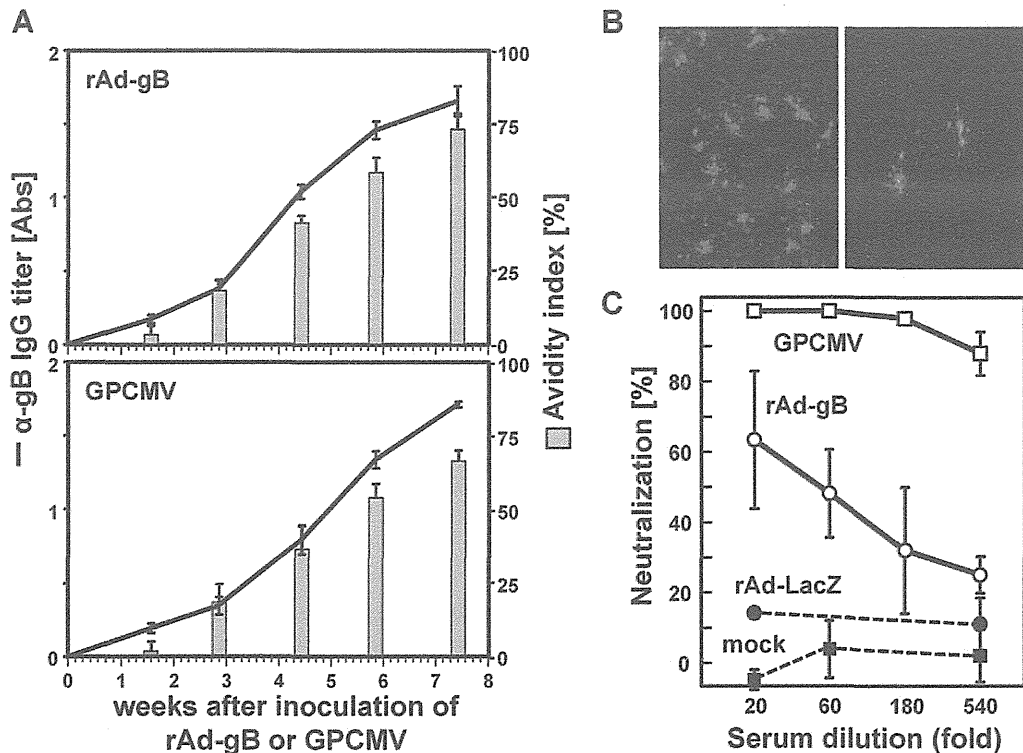 A
rAd-gB
2
1
0
100
75
50
25
0
GPCMV
2
1
0
100
75
50
25
0
0 1 2 3 4 5 6 7 8
weeks after inoculation of
rAd-gB or GPCMV
α-gB IgG titer [Abs]
Avidity index [%]
B
C
100
80
60
40
20
0
Neutralization [%]
GPCMV
rAd-gB
rAd-LacZ
mock
20 60 180 540
Serum dilution (fold)